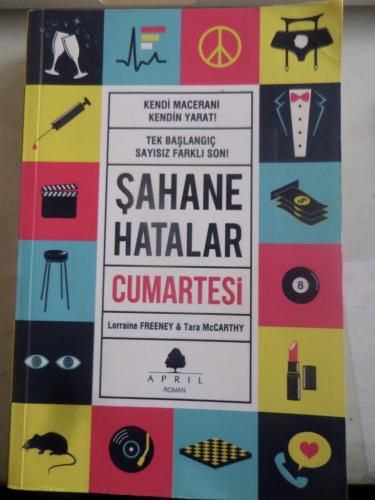 KENDİ MACERANI
KENDİN YARAT!
TEK BAŞLANGIÇ
SAYISIZ FARKLI SON!
ŞAHANE
HATALAR
CUMARTESİ
Lorraine FREENEY & Tara McCARTHY
APRIL
ROMAN
8